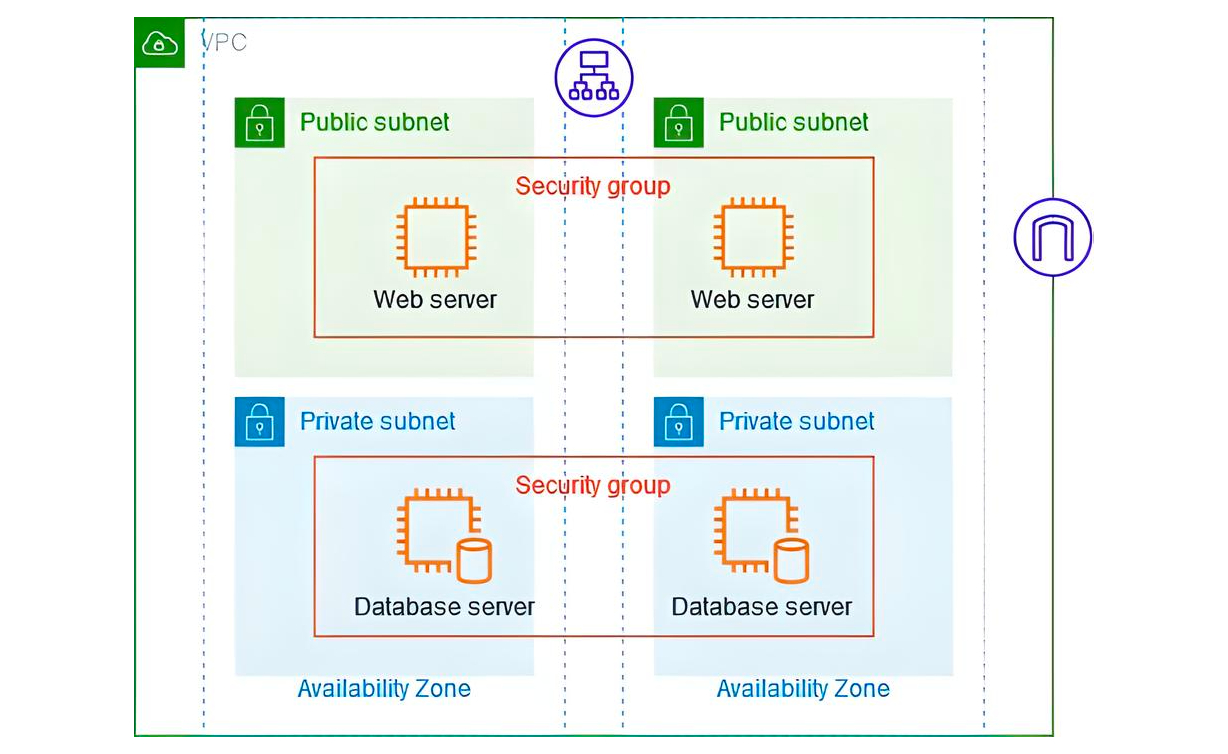 VPC
Public subnet
Public subnet
Security group
Web server
Web server
Private subnet
Private subnet
Security group
Database server
Database server
Availability Zone
Availability Zone